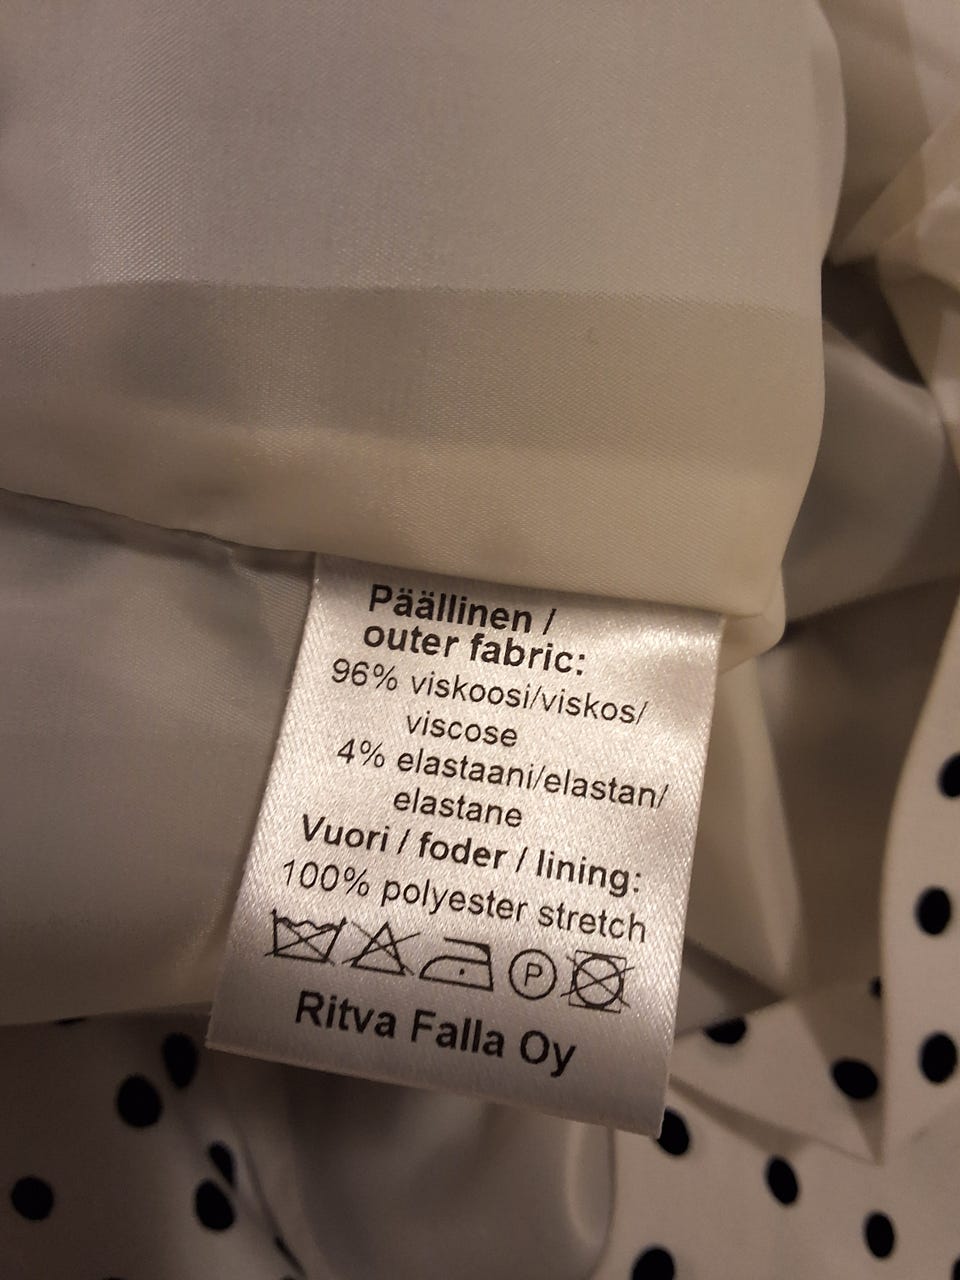 Päällinen /
outer fabric:
96% viskoosi/viskos/
viscose
4% elastaani/elastan/
elastane
Vuori / foder / lining:
100% polyester stretch
P
Ritva Falla Oy